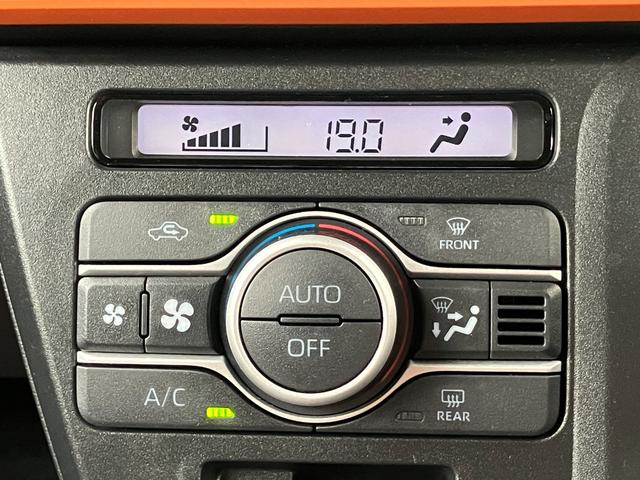 19.0
FRONT
AUTO
OFF
A/C
REAR